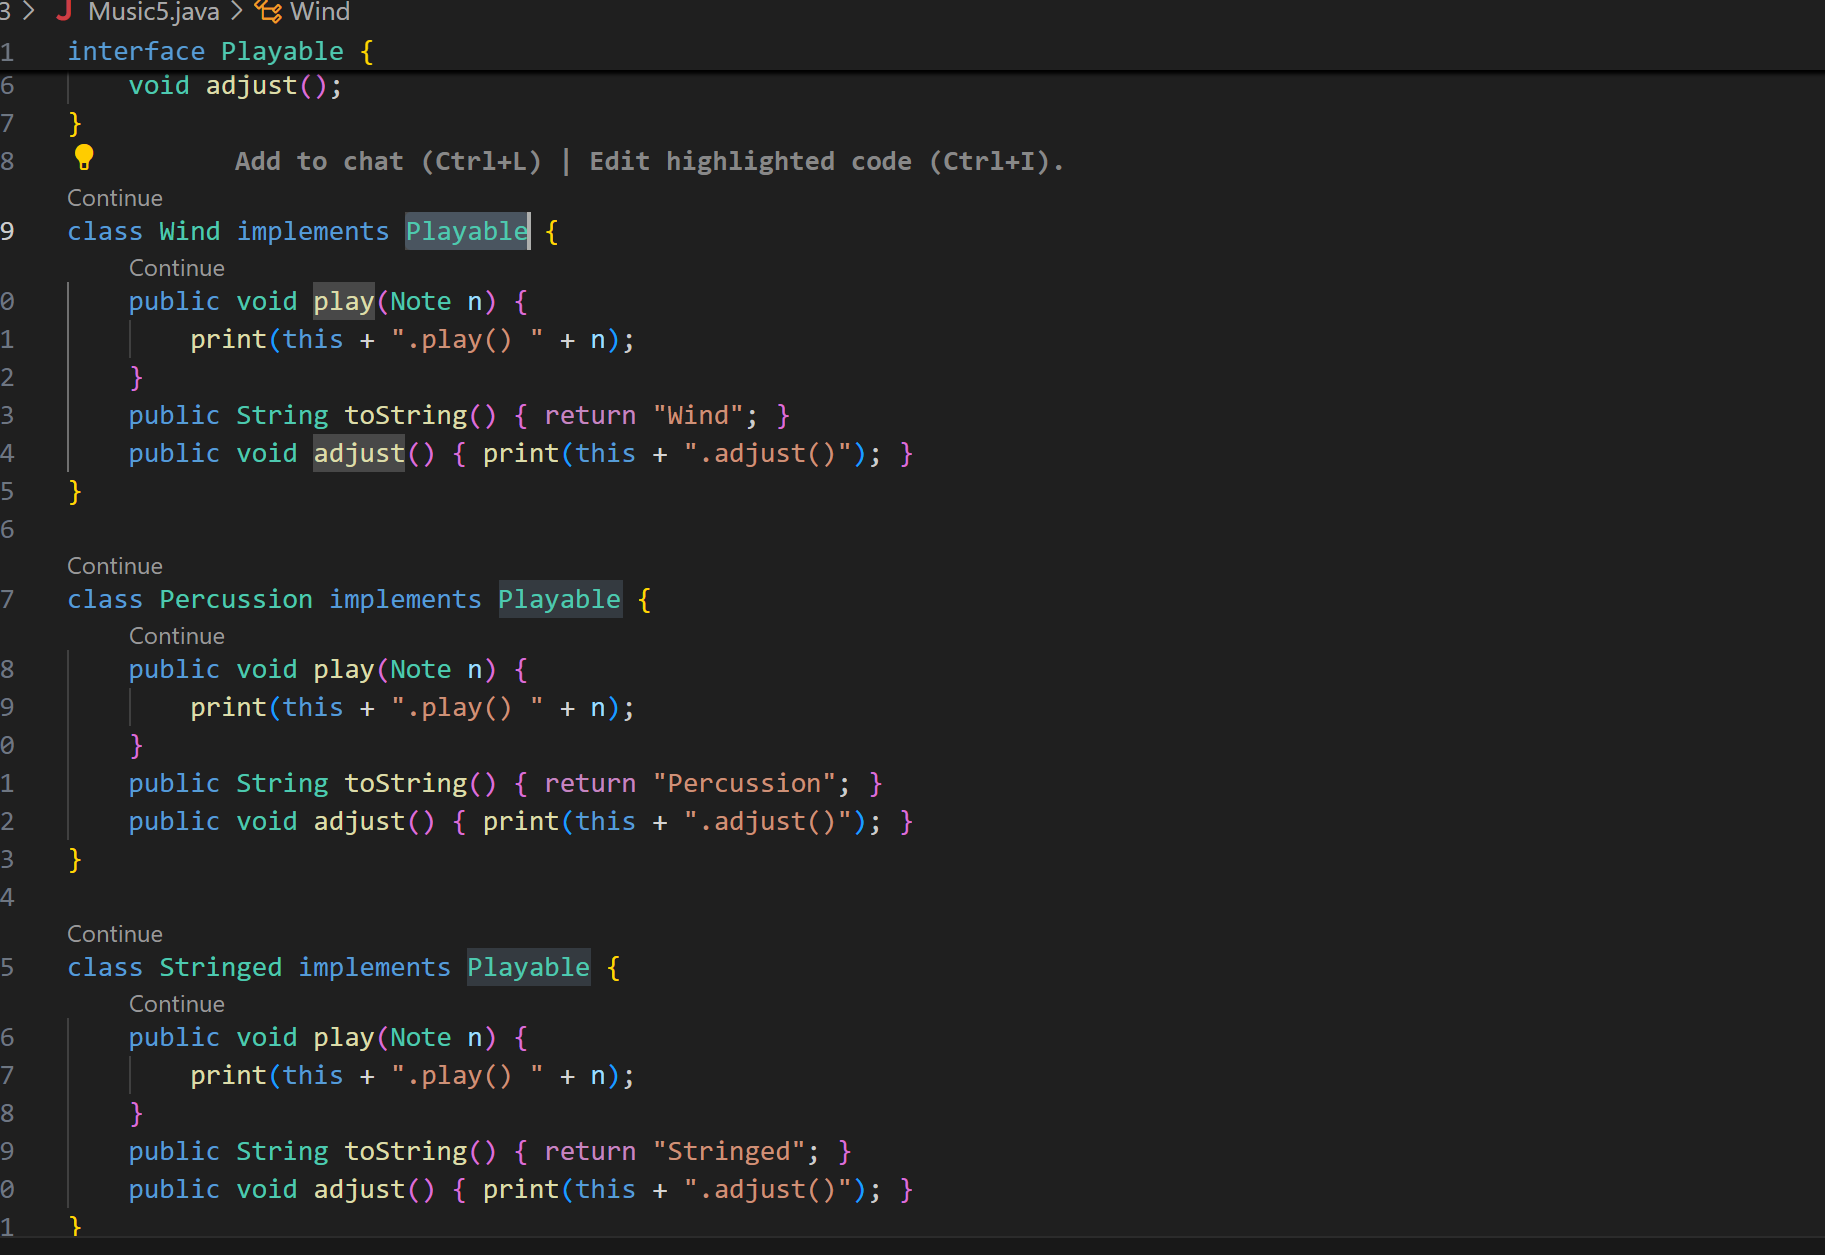 3 > J Music5.java > Wind
1 interface Playable {
6 void adjust();
7 }
8 Add to chat (Ctrl+L) | Edit highlighted code (Ctrl+I).
Continue
9 class Wind implements Playable {
Continue
0 public void play(Note n) {
1 print(this + ".play() " + n);
2 }
3 public String toString() { return "Wind"; }
4 public void adjust() { print(this + ".adjust()"); }
5 }
6
Continue
7 class Percussion implements Playable {
Continue
8 public void play(Note n) {
9 print(this + ".play() " + n);
0 }
1 public String toString() { return "Percussion"; }
2 public void adjust() { print(this + ".adjust()"); }
3 }
4
Continue
5 class Stringed implements Playable {
Continue
6 public void play(Note n) {
7 print(this + ".play() " + n);
8 }
9 public String toString() { return "Stringed"; }
0 public void adjust() { print(this + ".adjust()"); }
1 }